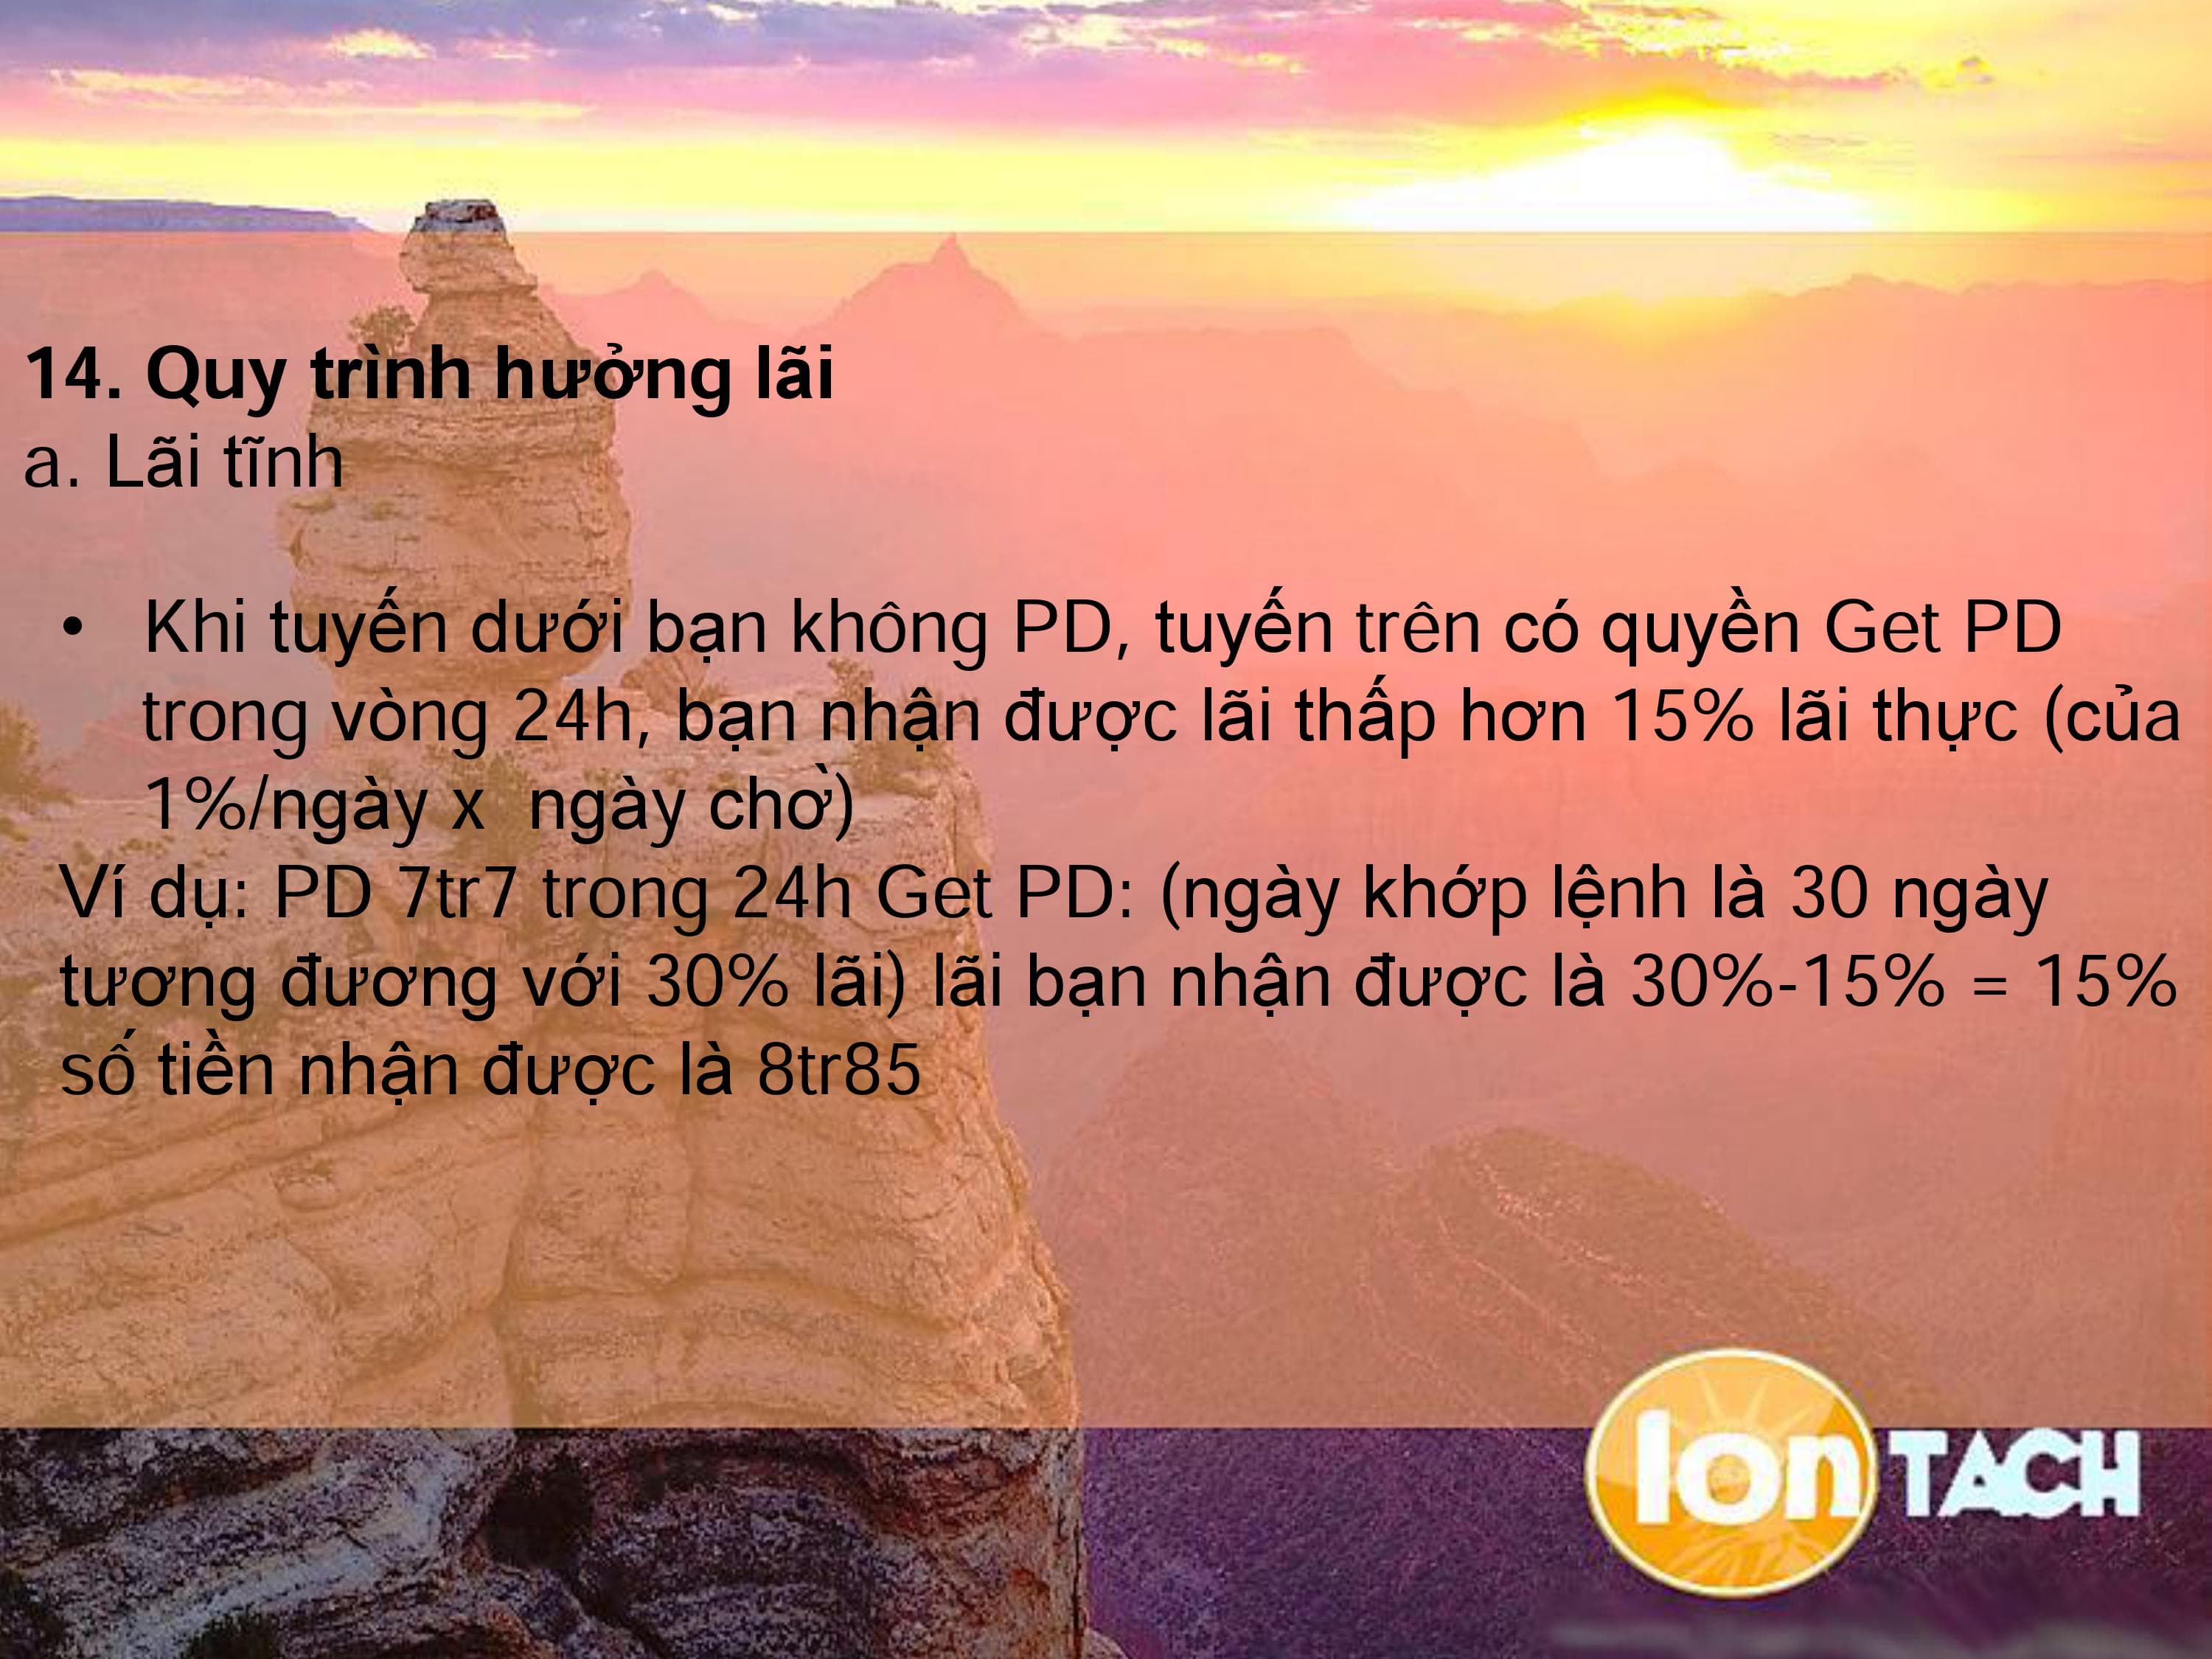 14. Quy trình hưởng lãi
a. Lãi tĩnh
• Khi tuyến dưới bạn không PD, tuyến trên có quyền Get PD
trong vòng 24h, bạn nhận được lãi thấp hơn 15% lãi thực (của
1%/ngày x  ngày chờ)
Ví dụ: PD 7tr7 trong 24h Get PD: (ngày khớp lệnh là 30 ngày
tương đương với 30% lãi) lãi bạn nhận được là 30%-15% = 15%
số tiền nhận được là 8tr85
Ion TACH